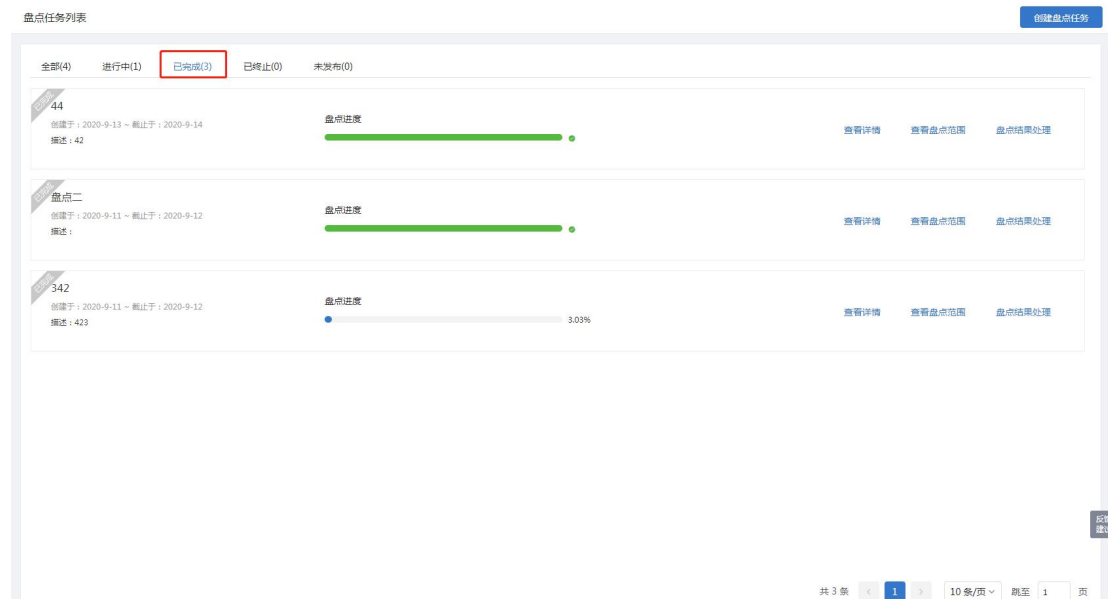 盘点任务列表
创建盘点任务
全部(4) 进行中(1) 已完成(3) 已终止(0) 未发布(0)
已完成
44
创建于：2020-9-13 ~ 截止于：2020-9-14
描述：42
盘点进度
查看详情 查看盘点范围 盘点结果处理
已完成
盘点二
创建于：2020-9-11 ~ 截止于：2020-9-12
描述：
盘点进度
查看详情 查看盘点范围 盘点结果处理
已完成
342
创建于：2020-9-11 ~ 截止于：2020-9-12
描述：423
盘点进度
3.03%
查看详情 查看盘点范围 盘点结果处理
反馈
建议
共 3 条 < 1 > 10 条/页 跳至 1 页